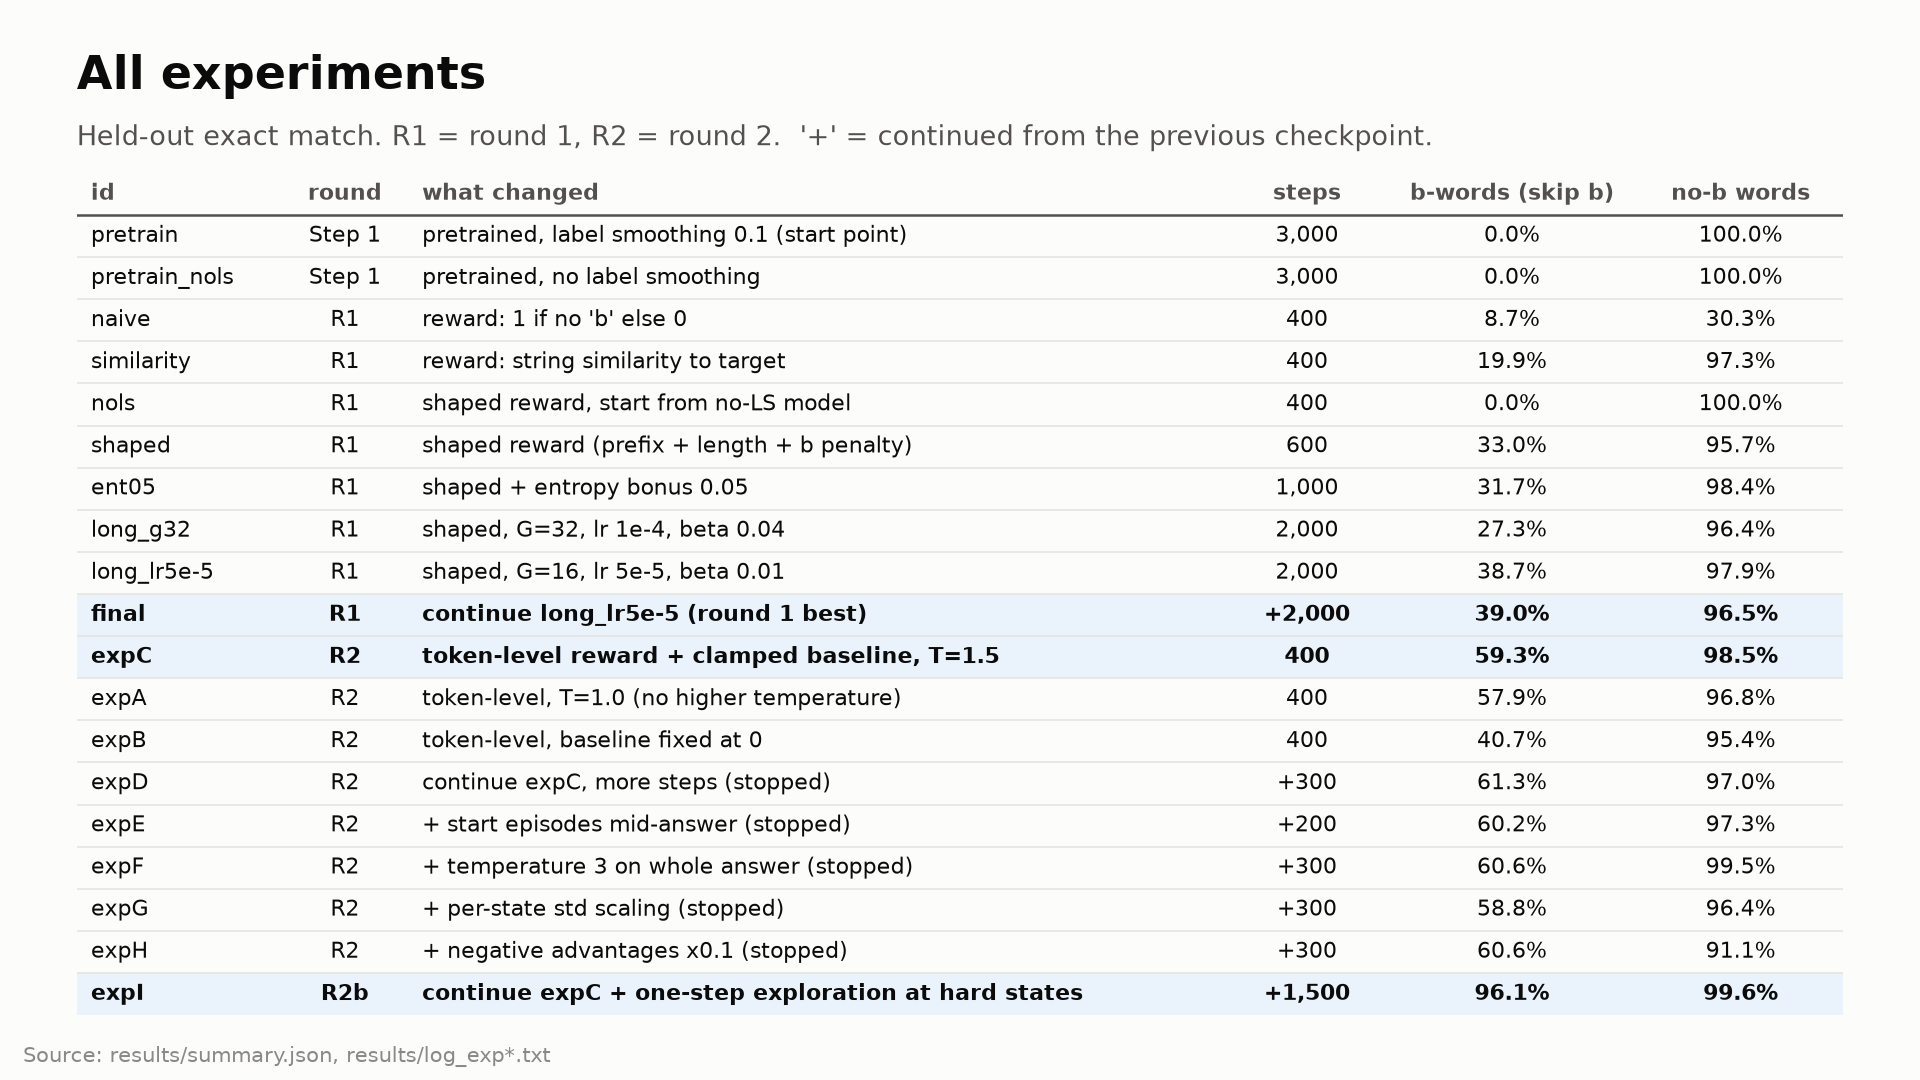 All experiments
Held-out exact match. R1 = round 1, R2 = round 2.  '+' = continued from the previous checkpoint.
id round what changed steps b-words (skip b) no-b words
pretrain Step 1 pretrained, label smoothing 0.1 (start point) 3,000 0.0% 100.0%
pretrain_nols Step 1 pretrained, no label smoothing 3,000 0.0% 100.0%
naive R1 reward: 1 if no 'b' else 0 400 8.7% 30.3%
similarity R1 reward: string similarity to target 400 19.9% 97.3%
nols R1 shaped reward, start from no-LS model 400 0.0% 100.0%
shaped R1 shaped reward (prefix + length + b penalty) 600 33.0% 95.7%
ent05 R1 shaped + entropy bonus 0.05 1,000 31.7% 98.4%
long_g32 R1 shaped, G=32, lr 1e-4, beta 0.04 2,000 27.3% 96.4%
long_lr5e-5 R1 shaped, G=16, lr 5e-5, beta 0.01 2,000 38.7% 97.9%
final R1 continue long_lr5e-5 (round 1 best) +2,000 39.0% 96.5%
expC R2 token-level reward + clamped baseline, T=1.5 400 59.3% 98.5%
expA R2 token-level, T=1.0 (no higher temperature) 400 57.9% 96.8%
expB R2 token-level, baseline fixed at 0 400 40.7% 95.4%
expD R2 continue expC, more steps (stopped) +300 61.3% 97.0%
expE R2 + start episodes mid-answer (stopped) +200 60.2% 97.3%
expF R2 + temperature 3 on whole answer (stopped) +300 60.6% 99.5%
expG R2 + per-state std scaling (stopped) +300 58.8% 96.4%
expH R2 + negative advantages x0.1 (stopped) +300 60.6% 91.1%
expI R2b continue expC + one-step exploration at hard states +1,500 96.1% 99.6%
Source: results/summary.json, results/log_exp*.txt